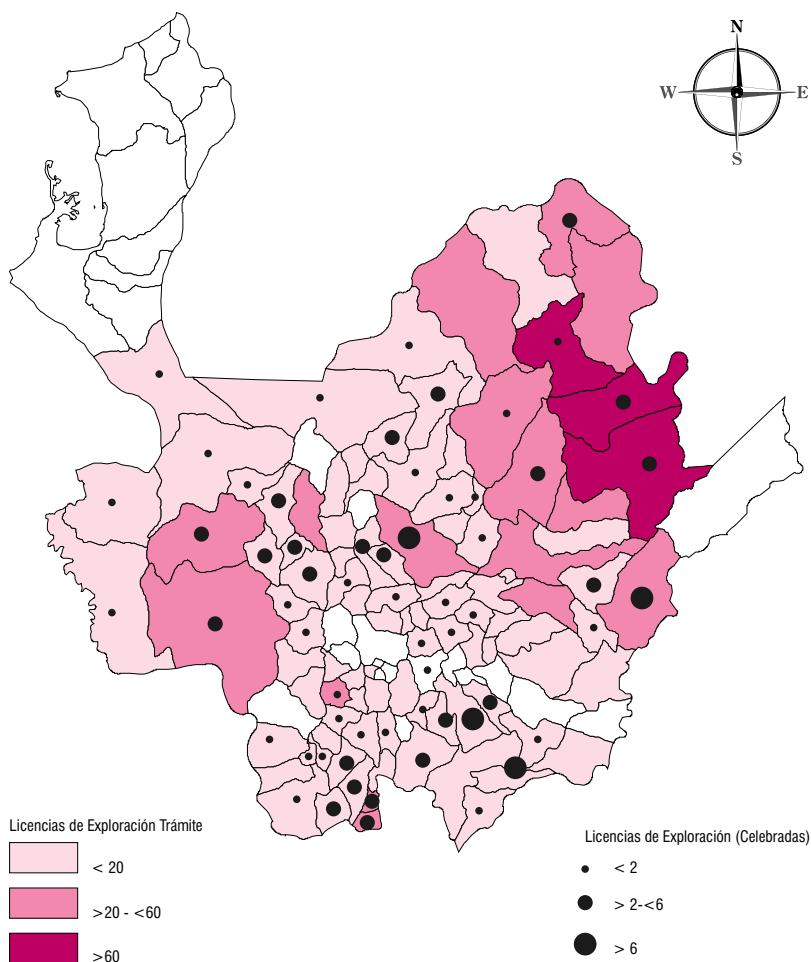 N
W E
S
Licencias de Exploración Trámite
< 20
>20 - <60
>60
Licencias de Exploración (Celebradas)
< 2
> 2-<6
> 6